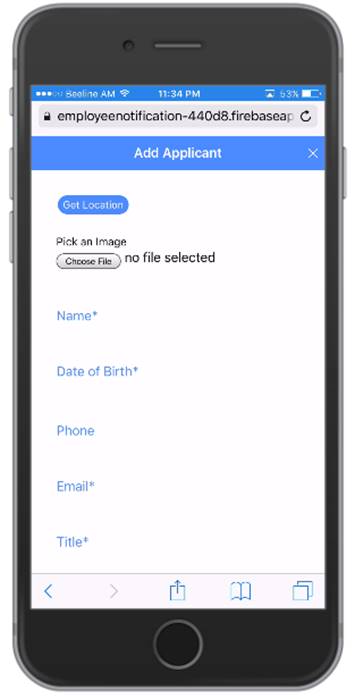 Beeline AM 11:34 PM 53%
employeenotification-440d8.firebaseap
Add Applicant
Get Location
Pick an Image
Choose File no file selected
Name*
Date of Birth*
Phone
Email*
Title*